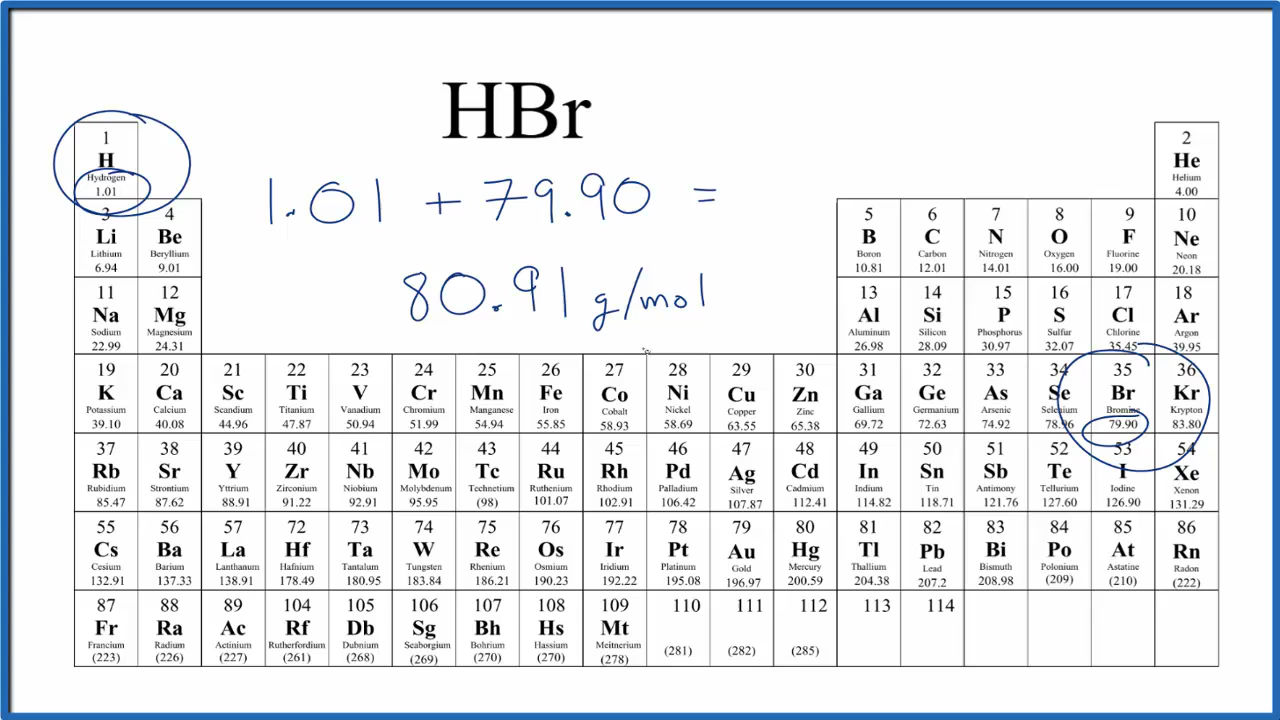 HBr
1.01 + 79.90 =
80.91 g/mol
1 2
H He
Hydrogen Helium
1.01 4.00
3 4 5 6 7 8 9 10
Li Be B C N O F Ne
Lithium Beryllium Boron Carbon Nitrogen Oxygen Fluorine Neon
6.94 9.01 10.81 12.01 14.01 16.00 19.00 20.18
11 12 13 14 15 16 17 18
Na Mg Al Si P S Cl Ar
Sodium Magnesium Aluminum Silicon Phosphorus Sulfur Chlorine Argon
22.99 24.31 26.98 28.09 30.97 32.07 35.45 39.95
19 20 21 22 23 24 25 26 27 28 29 30 31 32 33 34 35 36
K Ca Sc Ti V Cr Mn Fe Co Ni Cu Zn Ga Ge As Se Br Kr
Potassium Calcium Scandium Titanium Vanadium Chromium Manganese Iron Cobalt Nickel Copper Zinc Gallium Germanium Arsenic Selenium Bromine Krypton
39.10 40.08 44.96 47.87 50.94 51.99 54.94 55.85 58.93 58.69 63.55 65.38 69.72 72.63 74.92 78.96 79.90 83.80
37 38 39 40 41 42 43 44 45 46 47 48 49 50 51 52 53 54
Rb Sr Y Zr Nb Mo Tc Ru Rh Pd Ag Cd In Sn Sb Te I Xe
Rubidium Strontium Yttrium Zirconium Niobium Molybdenum Technetium Ruthenium Rhodium Palladium Silver Cadmium Indium Tin Antimony Tellurium Iodine Xenon
85.47 87.62 88.91 91.22 92.91 95.95 (98) 101.07 102.91 106.42 107.87 112.41 114.82 118.71 121.76 127.60 126.90 131.29
55 56 57 72 73 74 75 76 77 78 79 80 81 82 83 84 85 86
Cs Ba La Hf Ta W Re Os Ir Pt Au Hg Tl Pb Bi Po At Rn
Cesium Barium Lanthanum Hafnium Tantalum Tungsten Rhenium Osmium Iridium Platinum Gold Mercury Thallium Lead Bismuth Polonium Astatine Radon
132.91 137.33 138.91 178.49 180.95 183.84 186.21 190.23 192.22 195.08 196.97 200.59 204.38 207.2 208.98 (209) (210) (222)
87 88 89 104 105 106 107 108 109 110 111 112 113 114
Fr Ra Ac Rf Db Sg Bh Hs Mt
Francium Radium Actinium Rutherfordium Dubnium Seaborgium Bohrium Hassium Meitnerium
(223) (226) (227) (261) (268) (269) (270) (270) (278) (281) (282) (285)